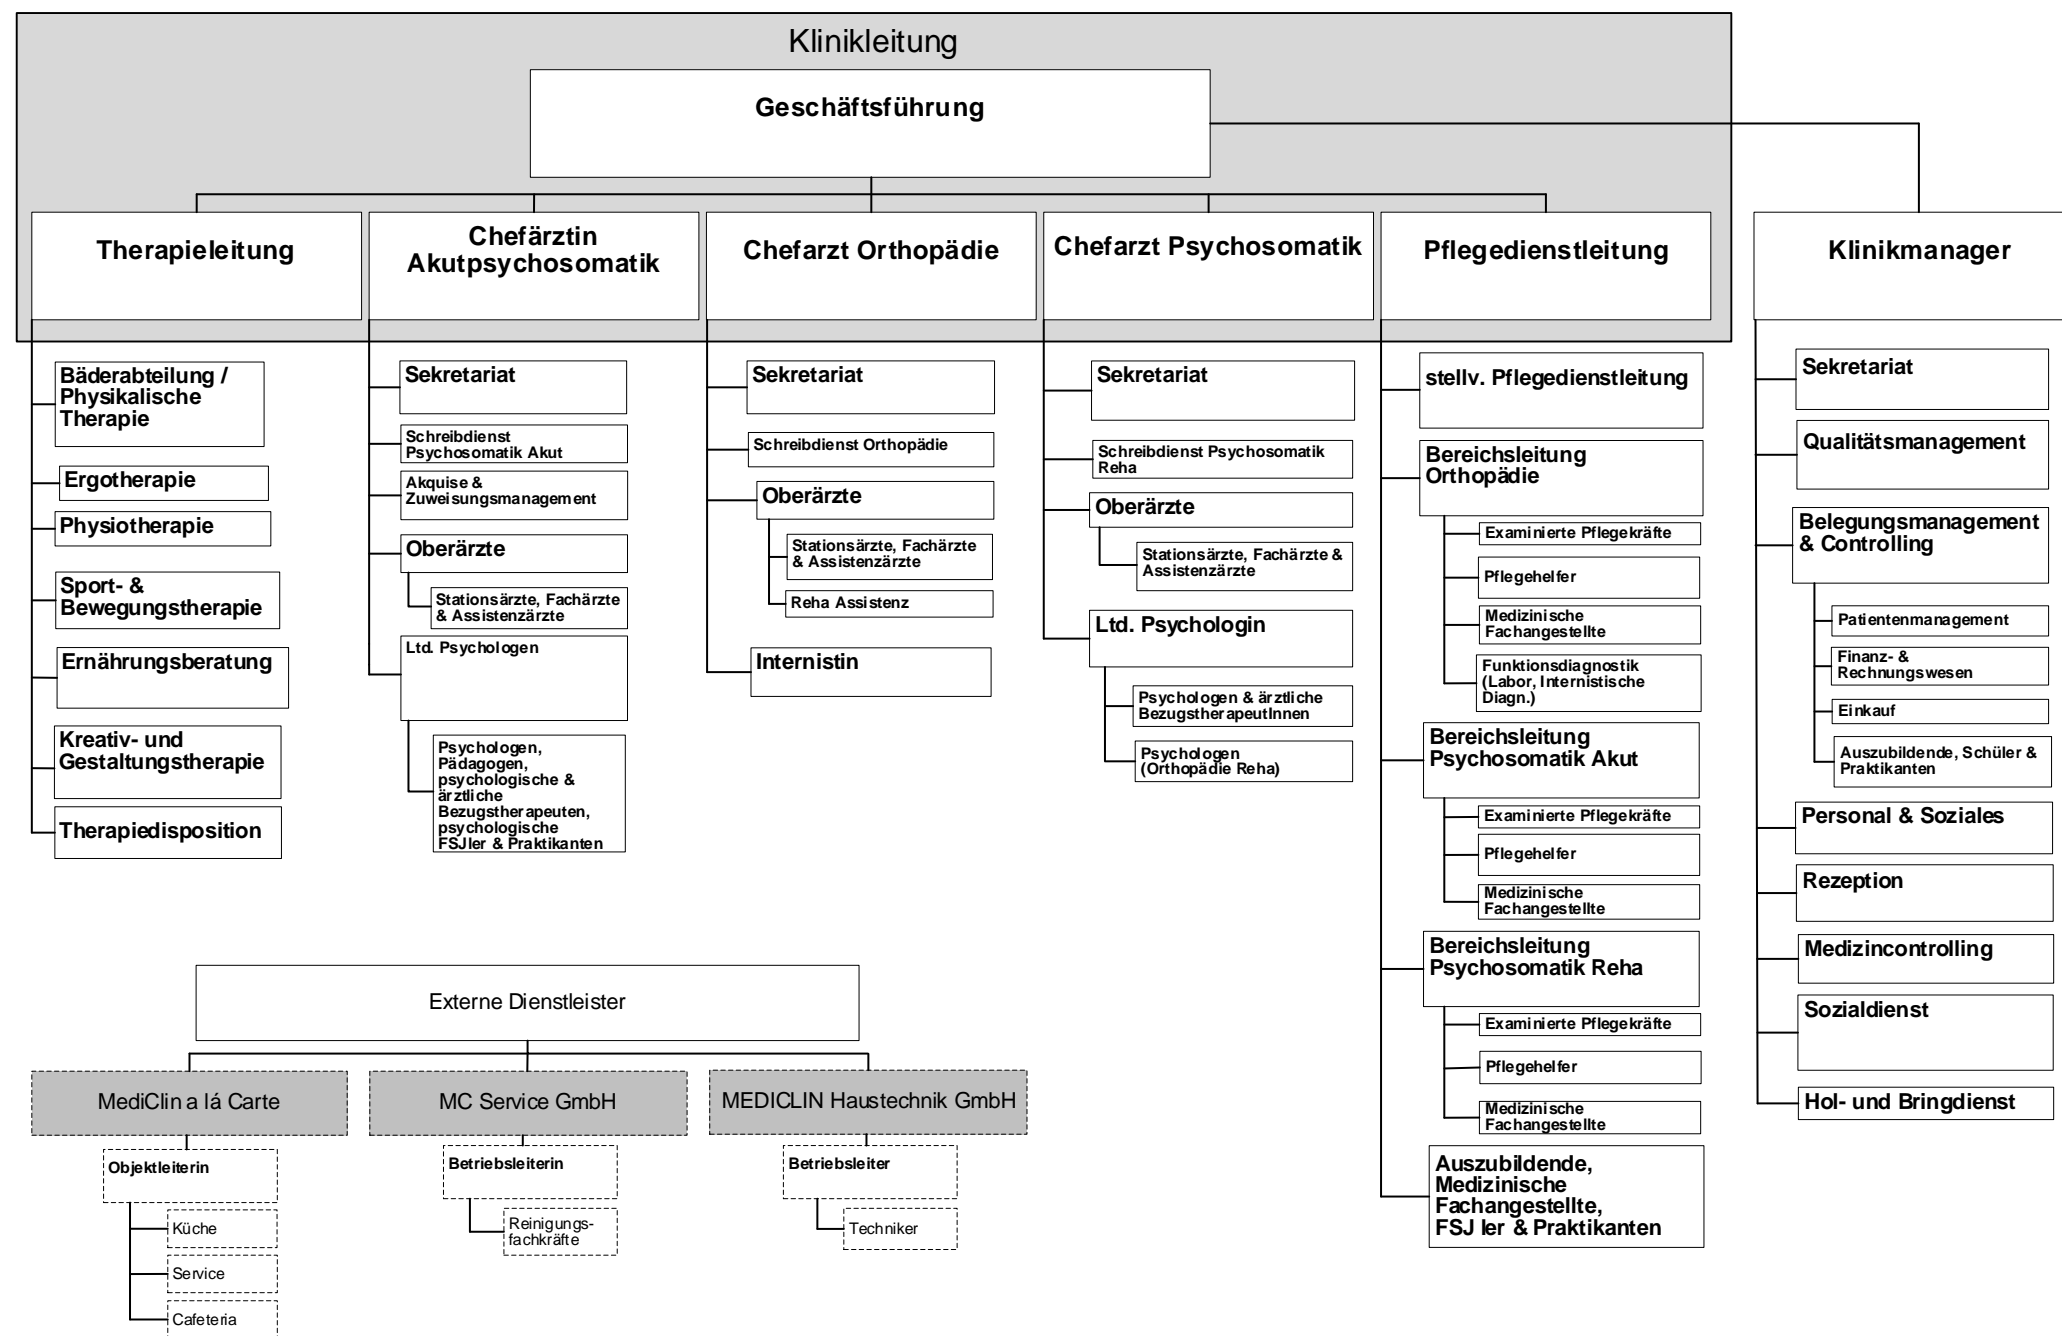 Klinikleitung
Geschäftsführung
Therapieleitung
Chefärztin
Akutpsychosomatik
Chefarzt Orthopädie
Chefarzt Psychosomatik
Pflegedienstleitung
Klinikmanager
Bäderabteilung /
Physikalische
Therapie
Ergotherapie
Physiotherapie
Sport- &
Bewegungstherapie
Ernährungsberatung
Kreativ- und
Gestaltungstherapie
Therapiedisposition
Sekretariat
Schreibdienst
Psychosomatik Akut
Akquise &
Zuweisungsmanagement
Oberärzte
Stationsärzte, Fachärzte
& Assistenzärzte
Ltd. Psychologen
Psychologen,
Pädagogen,
psychologische &
ärztliche
Bezugstherapeuten,
psychologische
FSJler & Praktikanten
Sekretariat
Schreibdienst Orthopädie
Oberärzte
Stationsärzte, Fachärzte
& Assistenzärzte
Reha Assistenz
Internistin
Sekretariat
Schreibdienst Psychosomatik
Reha
Oberärzte
Stationsärzte, Fachärzte &
Assistenzärzte
Ltd. Psychologin
Psychologen & ärztliche
BezugstherapeutInnen
Psychologen
(Orthopädie Reha)
stellv. Pflegedienstleitung
Bereichsleitung
Orthopädie
Examinierte Pflegekräfte
Pflegehelfer
Medizinische
Fachangestellte
Funktionsdiagnostik
(Labor, Internistische
Diagn.)
Bereichsleitung
Psychosomatik Akut
Examinierte Pflegekräfte
Pflegehelfer
Medizinische
Fachangestellte
Bereichsleitung
Psychosomatik Reha
Examinierte Pflegekräfte
Pflegehelfer
Medizinische
Fachangestellte
Auszubildende,
Medizinische
Fachangestellte,
FSJ ler & Praktikanten
Sekretariat
Qualitätsmanagement
Belegungsmanagement
& Controlling
Patientenmanagement
Finanz- &
Rechnungswesen
Einkauf
Auszubildende, Schüler &
Praktikanten
Personal & Soziales
Rezeption
Medizincontrolling
Sozialdienst
Hol- und Bringdienst
Externe Dienstleister
MediClin a lá Carte
MC Service GmbH
MEDICLIN Haustechnik GmbH
Objektleiterin
Küche
Service
Cafeteria
Betriebsleiterin
Reinigungs-
fachkräfte
Betriebsleiter
Techniker